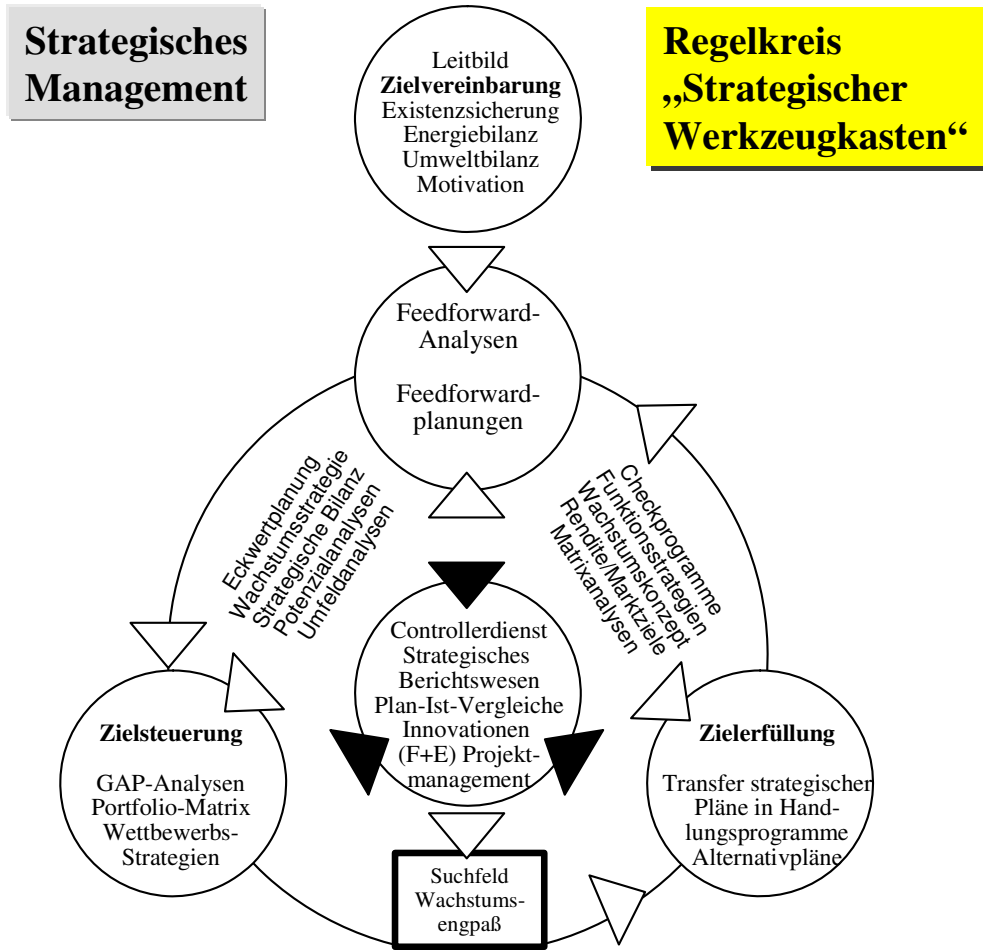 Strategisches
Management
Regelkreis
„Strategischer
Werkzeugkasten“
Leitbild
Zielvereinbarung
Existenzsicherung
Energiebilanz
Umweltbilanz
Motivation
Feedforward-
Analysen
Feedforward-
planungen
Eckwertplanung
Wachstumsstrategie
Strategische Bilanz
Potenzialanalysen
Umfeldanalysen
Checkprogramme
Funktionsstrategien
Wachstumskonzept
Rendite/Marktziele
Matrixanalysen
Controllerdienst
Strategisches
Berichtswesen
Plan-Ist-Vergleiche
Innovationen
(F+E) Projekt-
management
Zielsteuerung
GAP-Analysen
Portfolio-Matrix
Wettbewerbs-
Strategien
Zielerfüllung
Transfer strategischer
Pläne in Hand-
lungsprogramme
Alternativpläne
Suchfeld
Wachstums-
engpaß